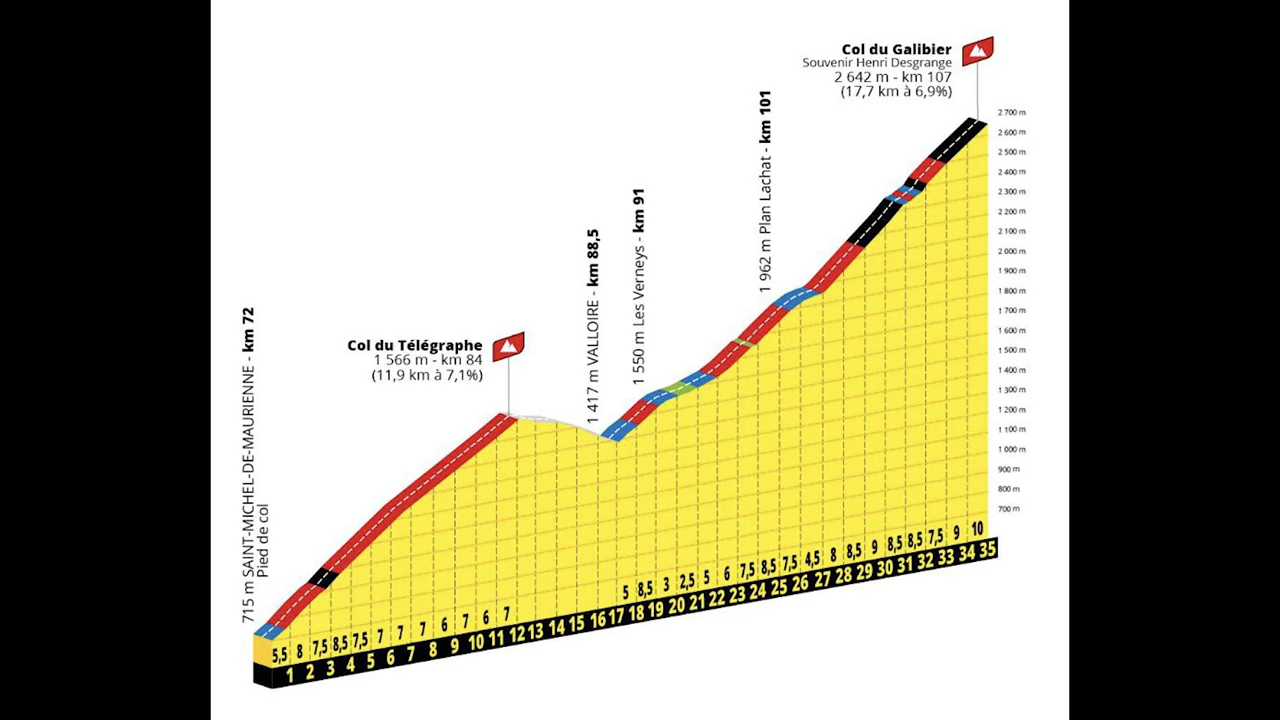 Col du Galibier
Souvenir Henri Desgrange
2 642 m - km 107
(17,7 km à 6,9%)
1 962 m Plan Lachat - km 101
1 550 m Les Verneys - km 91
1 417 m VALLOIRE - km 88,5
Col du Télégraphe
1 566 m - km 84
(11,9 km à 7,1%)
715 m SAINT-MICHEL-DE-MAURIENNE - km 72
Pied de col
2 700 m
2 600 m
2 500 m
2 400 m
2 300 m
2 200 m
2 100 m
2 000 m
1 900 m
1 800 m
1 700 m
1 600 m
1 500 m
1 400 m
1 300 m
1 200 m
1 100 m
1 000 m
900 m
800 m
700 m
5,5 8 7,5 8,5 7,5 7 7 7 6 7 6 7 5 8,5 3 2,5 5 6 7,5 8,5 7,5 4,5 8 8,5 9 8,5 8,5 7,5 9 10
1 2 3 4 5 6 7 8 9 10 11 12 13 14 15 16 17 18 19 20 21 22 23 24 25 26 27 28 29 30 31 32 33 34 35